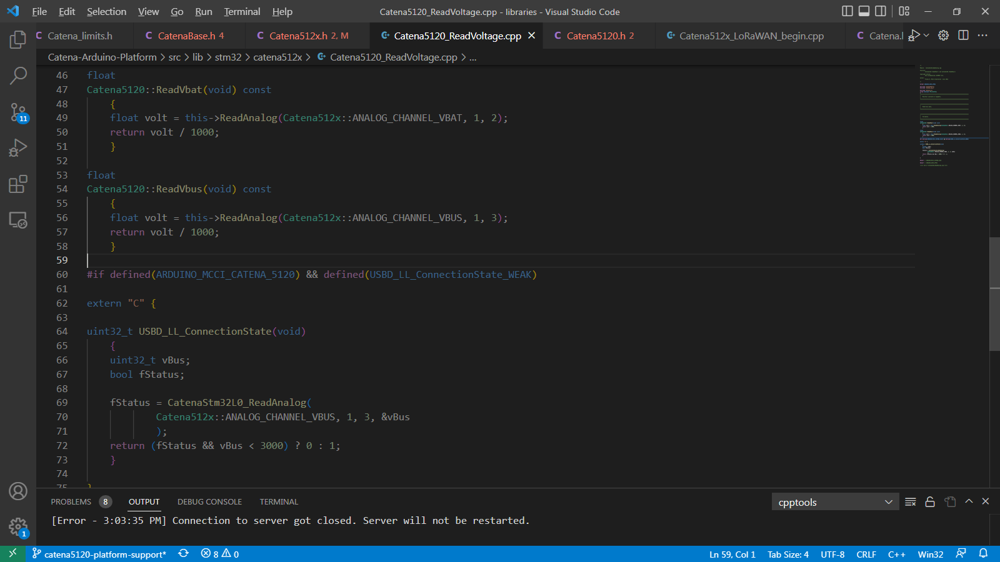 File Edit Selection View Go Run Terminal Help Catena5120_ReadVoltage.cpp - libraries - Visual Studio Code
C Catena_limits.h C CatenaBase.h 4 C Catena512x.h 2, M Catena5120_ReadVoltage.cpp C Catena5120.h 2 Catena512x_LoRaWAN_begin.cpp C Catena.
Catena-Arduino-Platform > src > lib > stm32 > catena512x > Catena5120_ReadVoltage.cpp > ...
46 float
47 Catena5120::ReadVbat(void) const
48 {
49 float volt = this->ReadAnalog(Catena512x::ANALOG_CHANNEL_VBAT, 1, 2);
50 return volt / 1000;
51 }
52
53 float
54 Catena5120::ReadVbus(void) const
55 {
56 float volt = this->ReadAnalog(Catena512x::ANALOG_CHANNEL_VBUS, 1, 3);
57 return volt / 1000;
58 }
59
60 #if defined(ARDUINO_MCCI_CATENA_5120) && defined(USBD_LL_ConnectionState_WEAK)
61
62 extern "C" {
63
64 uint32_t USBD_LL_ConnectionState(void)
65 {
66 uint32_t vBus;
67 bool fStatus;
68
69 fStatus = CatenaStm32L0_ReadAnalog(
70 Catena512x::ANALOG_CHANNEL_VBUS, 1, 3, &vBus
71 );
72 return (fStatus && vBus < 3000) ? 0 : 1;
73 }
74
75 }
11
1
PROBLEMS 8 OUTPUT DEBUG CONSOLE TERMINAL cpptools
[Error - 3:03:35 PM] Connection to server got closed. Server will not be restarted.
catena5120-platform-support* 8 0 Ln 59, Col 1 Tab Size: 4 UTF-8 CRLF C++ Win32